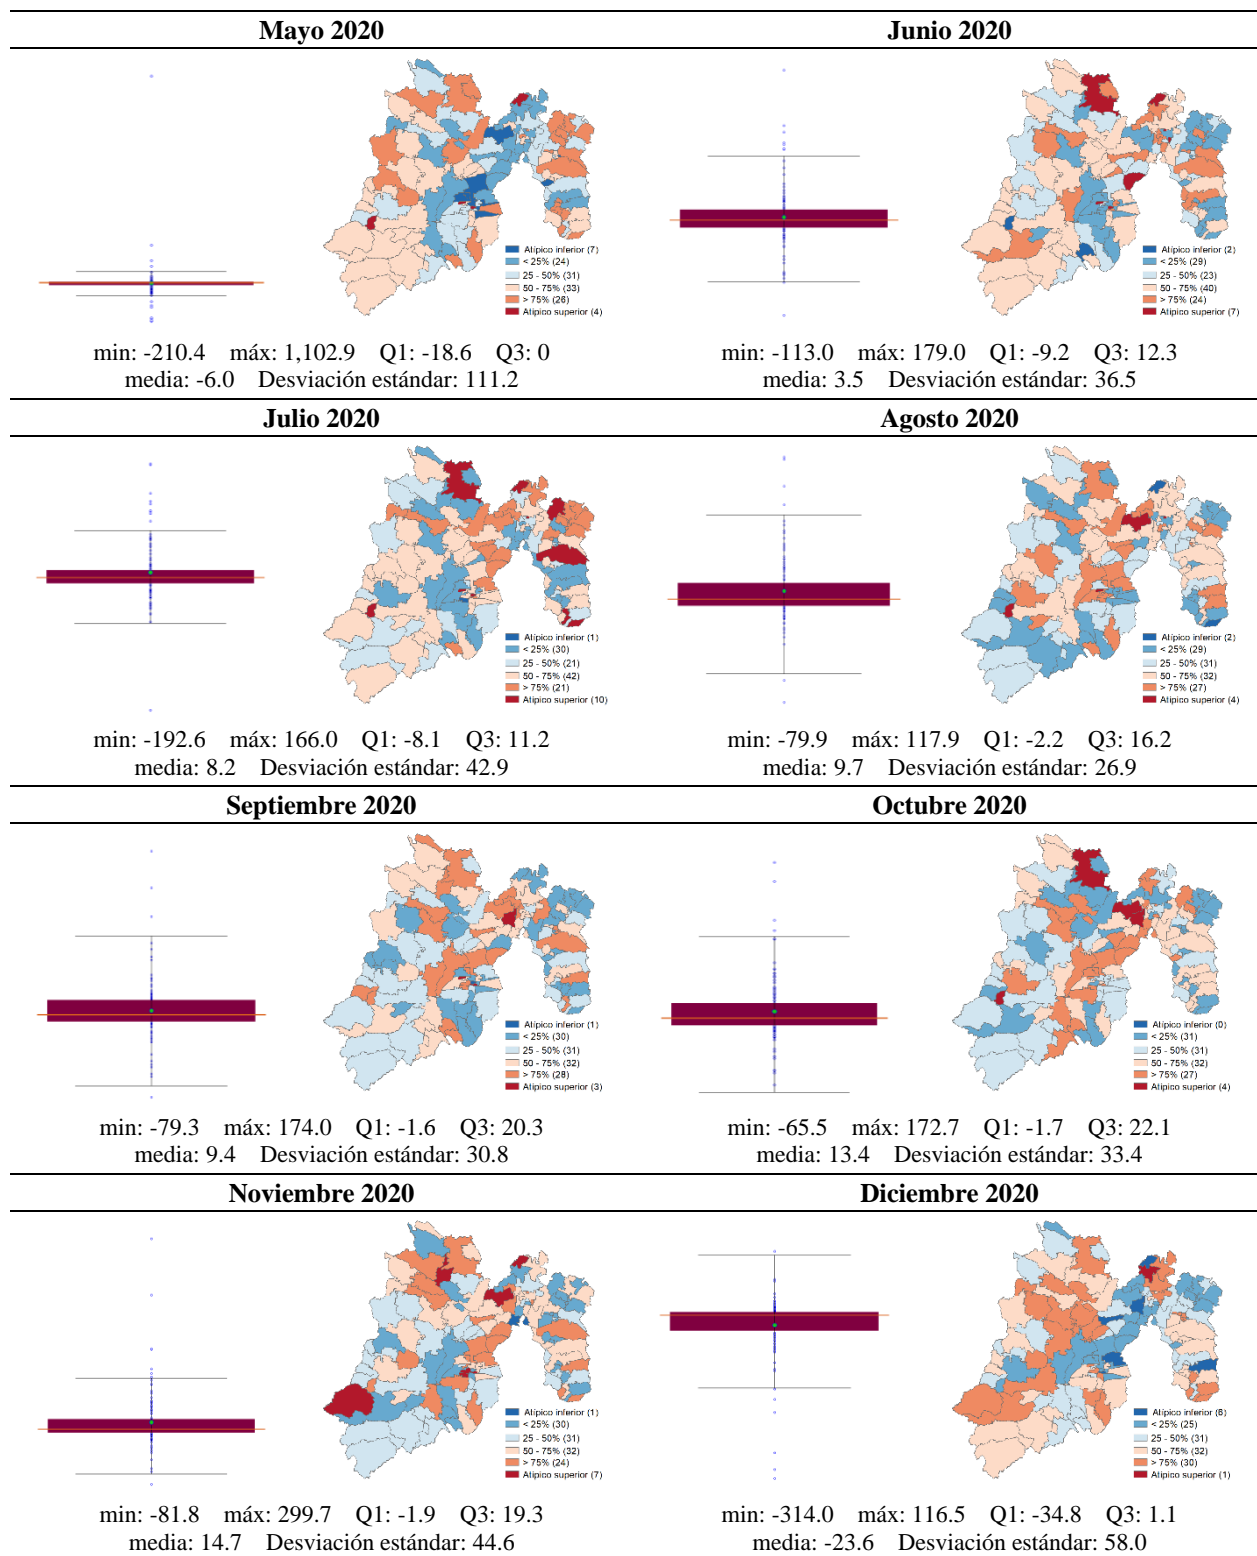 Mayo 2020
Junio 2020
Atípico inferior (7)
< 25% (24)
25 - 50% (31)
50 - 75% (33)
> 75% (26)
Atípico superior (4)
Atípico inferior (2)
< 25% (29)
25 - 50% (23)
50 - 75% (40)
> 75% (24)
Atípico superior (7)
min: -210.4 máx: 1,102.9 Q1: -18.6 Q3: 0
media: -6.0 Desviación estándar: 111.2
min: -113.0 máx: 179.0 Q1: -9.2 Q3: 12.3
media: 3.5 Desviación estándar: 36.5
Julio 2020
Agosto 2020
Atípico inferior (1)
< 25% (30)
25 - 50% (21)
50 - 75% (42)
> 75% (21)
Atípico superior (10)
Atípico inferior (2)
< 25% (29)
25 - 50% (31)
50 - 75% (32)
> 75% (27)
Atípico superior (4)
min: -192.6 máx: 166.0 Q1: -8.1 Q3: 11.2
media: 8.2 Desviación estándar: 42.9
min: -79.9 máx: 117.9 Q1: -2.2 Q3: 16.2
media: 9.7 Desviación estándar: 26.9
Septiembre 2020
Octubre 2020
Atípico inferior (1)
< 25% (30)
25 - 50% (31)
50 - 75% (32)
> 75% (28)
Atípico superior (3)
Atípico inferior (0)
< 25% (31)
25 - 50% (31)
50 - 75% (32)
> 75% (27)
Atípico superior (4)
min: -79.3 máx: 174.0 Q1: -1.6 Q3: 20.3
media: 9.4 Desviación estándar: 30.8
min: -65.5 máx: 172.7 Q1: -1.7 Q3: 22.1
media: 13.4 Desviación estándar: 33.4
Noviembre 2020
Diciembre 2020
Atípico inferior (1)
< 25% (30)
25 - 50% (31)
50 - 75% (32)
> 75% (24)
Atípico superior (7)
Atípico inferior (6)
< 25% (25)
25 - 50% (31)
50 - 75% (32)
> 75% (30)
Atípico superior (1)
min: -81.8 máx: 299.7 Q1: -1.9 Q3: 19.3
media: 14.7 Desviación estándar: 44.6
min: -314.0 máx: 116.5 Q1: -34.8 Q3: 1.1
media: -23.6 Desviación estándar: 58.0